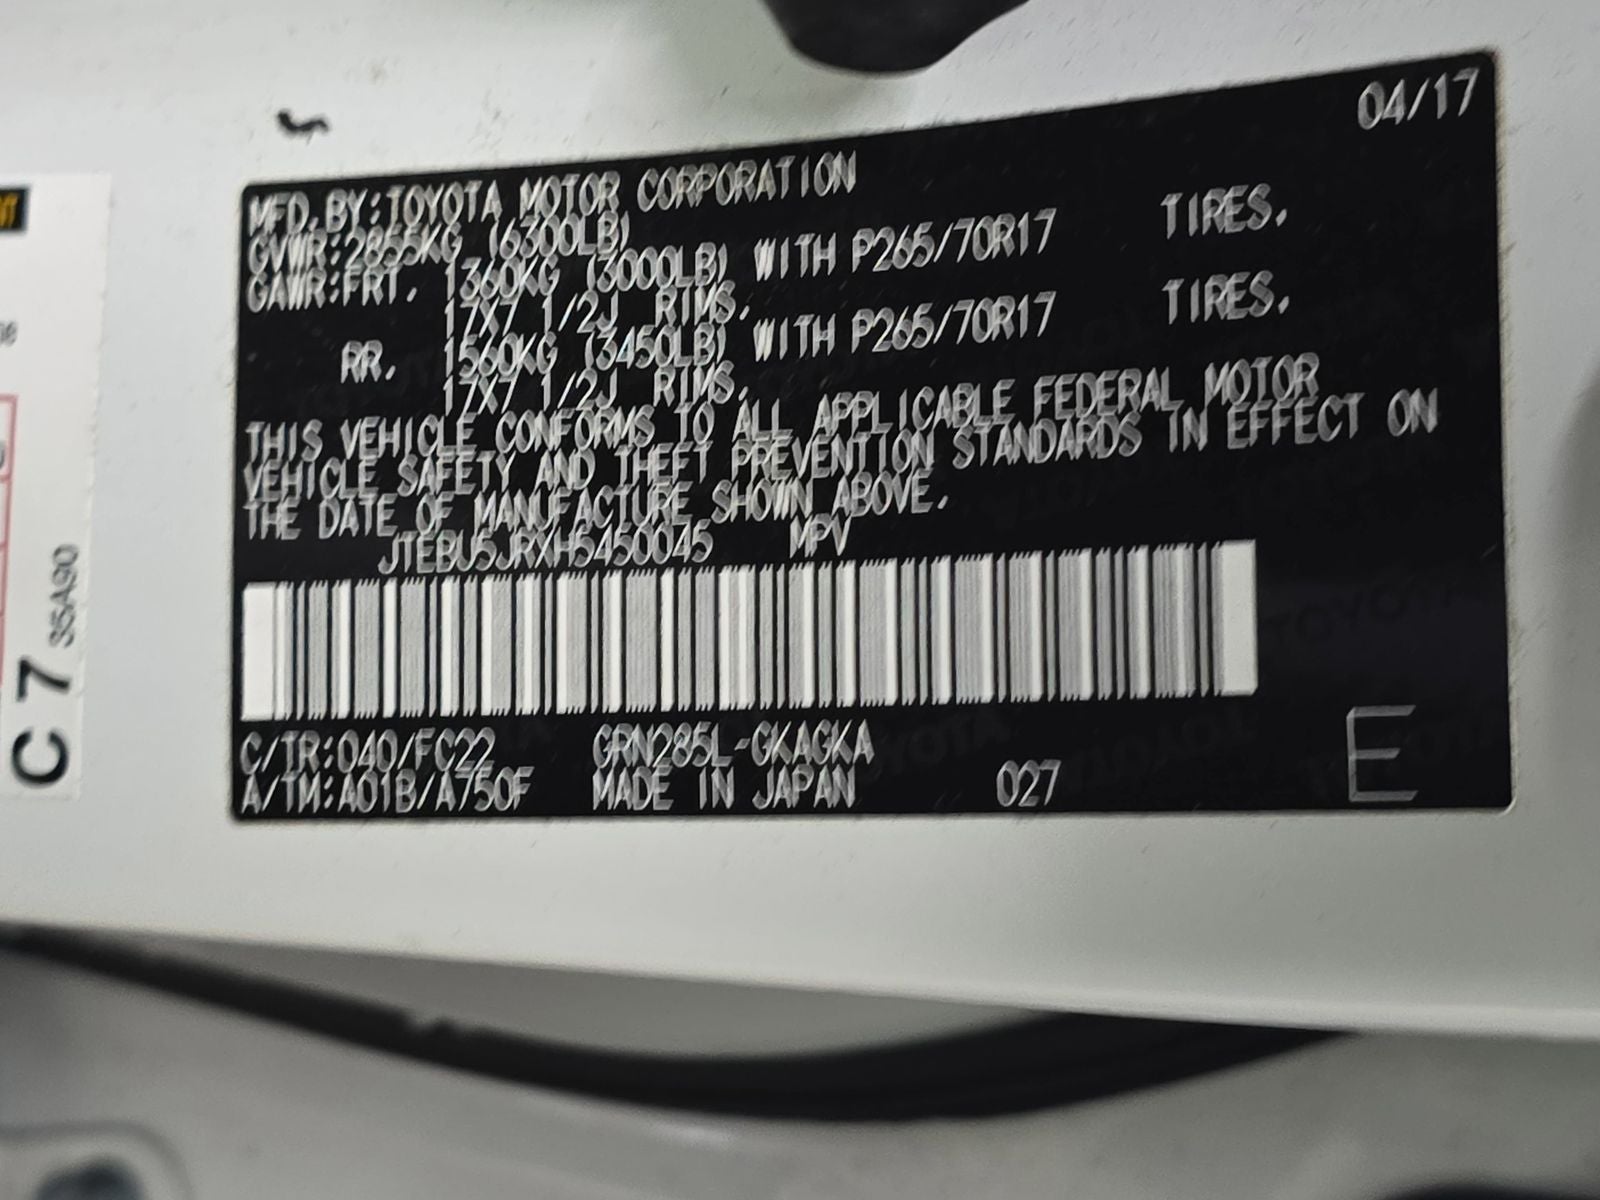 04/17
MFD.BY:TOYOTA MOTOR CORPORATION
GVWR:2855KG (6300LB)
GAWR:FRT. 1360KG (3000LB) WITH P265/70R17 TIRES.
17X7 1/2J RIMS.
RR. 1560KG (3450LB) WITH P265/70R17 TIRES.
17X7 1/2J RIMS.
THIS VEHICLE CONFORMS TO ALL APPLICABLE FEDERAL MOTOR
VEHICLE SAFETY AND THEFT PREVENTION STANDARDS IN EFFECT ON
THE DATE OF MANUFACTURE SHOWN ABOVE.
JTEBU5JRXH5450045 MPV
C/TR:040/FC22 GRN285L-GKAGKA
A/TM:A01B/A750F MADE IN JAPAN 027 E
C7 35A90